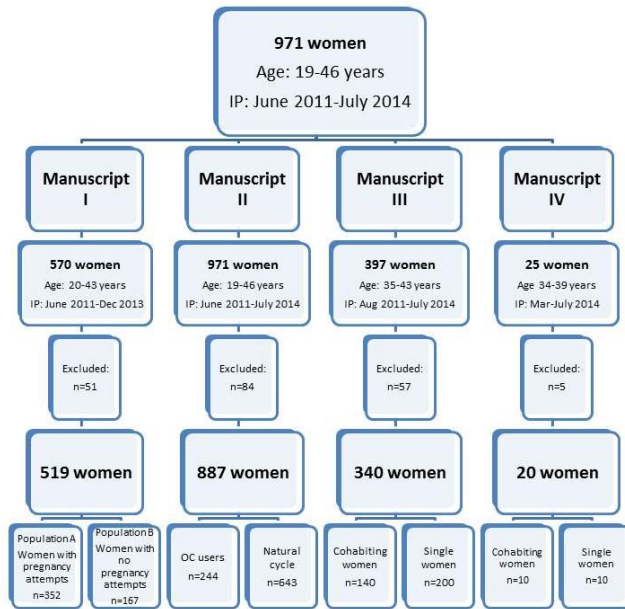 971 women
Age: 19-46 years
IP: June 2011-July 2014
Manuscript
I
Manuscript
II
Manuscript
III
Manuscript
IV
570 women
Age: 20-43 years
IP: June 2011-Dec 2013
971 women
Age: 19-46 years
IP: June 2011-July 2014
397 women
Age: 35-43 years
IP: Aug 2011-July 2014
25 women
Age 34-39 years
IP: Mar-July 2014
Excluded:
n=51
Excluded:
n=84
Excluded:
n=57
Excluded:
n=5
519 women
887 women
340 women
20 women
Population A
Women with
pregnancy
attempts
n=352
Population B
Women with
no
pregnancy
attempts
n=167
OC users
n=244
Natural
cycle
n=643
Cohabiting
women
n=140
Single
women
n=200
Cohabiting
women
n=10
Single
women
n=10